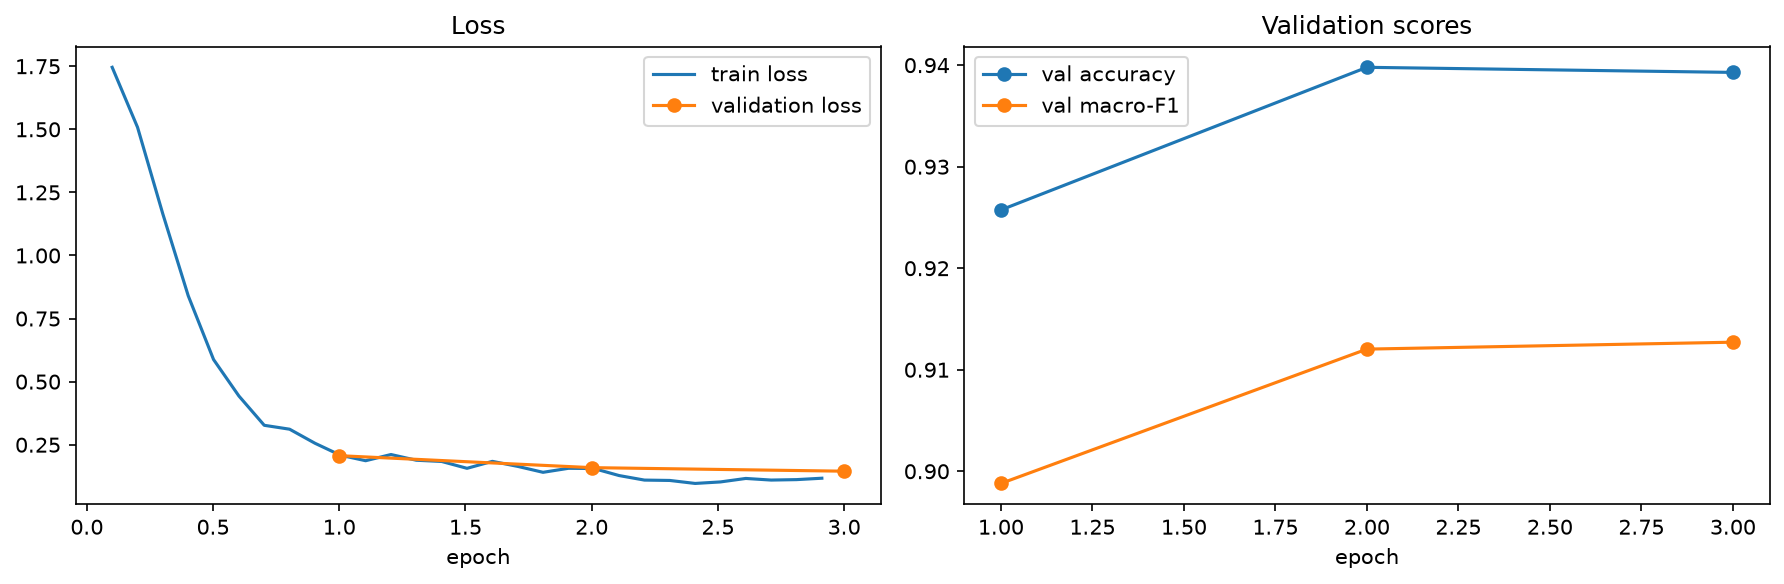 Loss
1.75
1.50
1.25
1.00
0.75
0.50
0.25
train loss
validation loss
0.0 0.5 1.0 1.5 2.0 2.5 3.0
epoch
Validation scores
0.94
0.93
0.92
0.91
0.90
val accuracy
val macro-F1
1.00 1.25 1.50 1.75 2.00 2.25 2.50 2.75 3.00
epoch